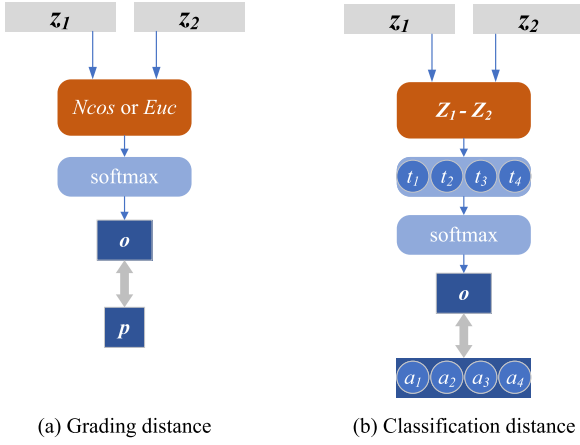 z1 z2
Ncos or Euc
softmax
o
p
(a) Grading distance
z1 z2
Z1 - Z2
t1 t2 t3 t4
softmax
o
a1 a2 a3 a4
(b) Classification distance